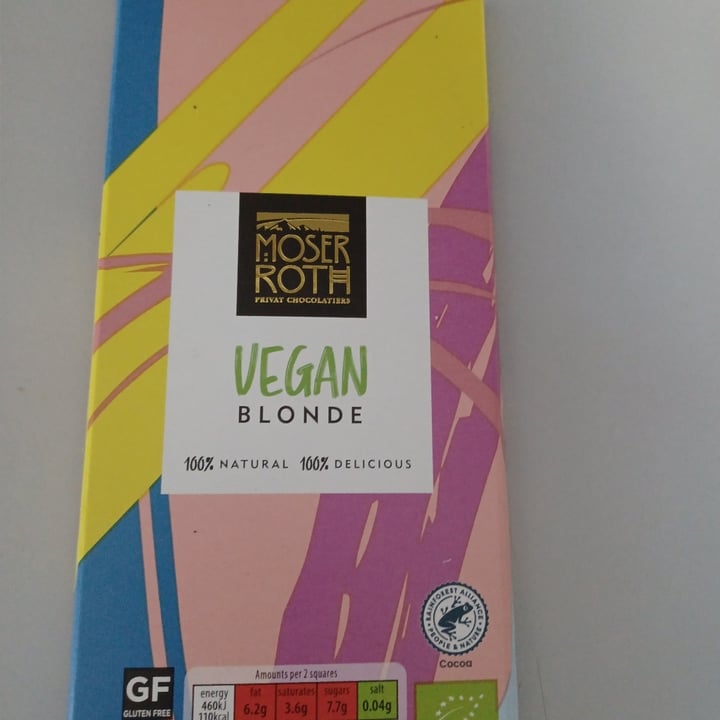 MOSER
ROTH
PRIVAT CHOCOLATIERS
VEGAN
BLONDE
100% NATURAL 100% DELICIOUS
RAINFOREST ALLIANCE
PEOPLE & NATURE
Cocoa
GF
GLUTEN FREE
Amounts per 2 squares
energy fat saturates sugars salt
460kJ 6.2g 3.6g 7.7g 0.04g
110kcal